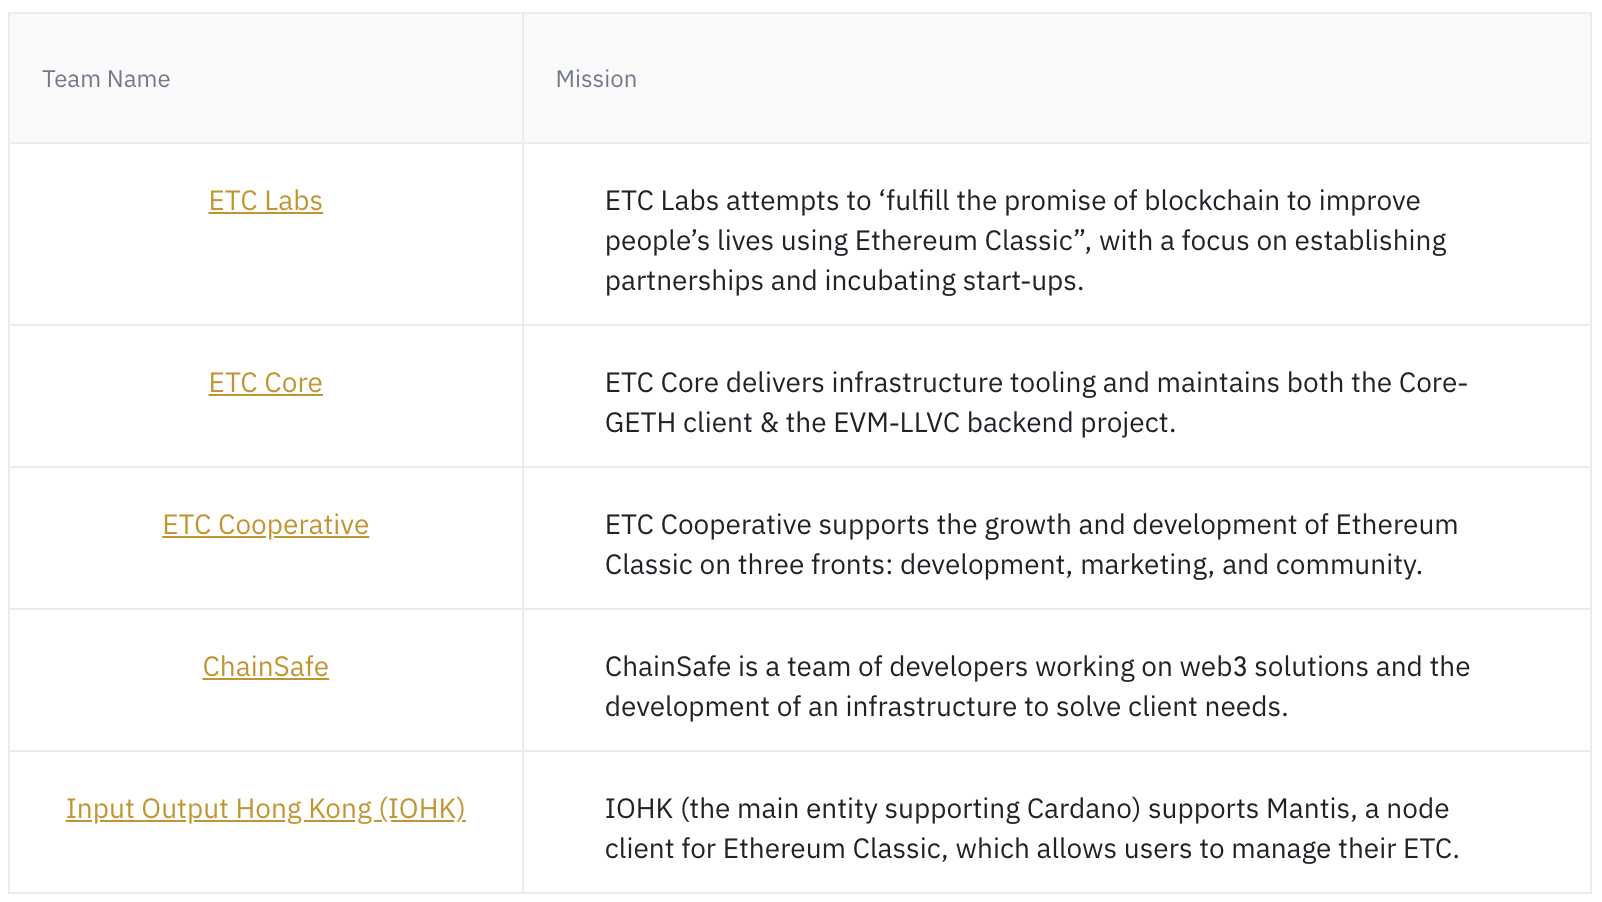 Team Name
Mission
ETC Labs
ETC Labs attempts to ‘fulfill the promise of blockchain to improve
people’s lives using Ethereum Classic”, with a focus on establishing
partnerships and incubating start-ups.
ETC Core
ETC Core delivers infrastructure tooling and maintains both the Core-
GETH client & the EVM-LLVC backend project.
ETC Cooperative
ETC Cooperative supports the growth and development of Ethereum
Classic on three fronts: development, marketing, and community.
ChainSafe
ChainSafe is a team of developers working on web3 solutions and the
development of an infrastructure to solve client needs.
Input Output Hong Kong (IOHK)
IOHK (the main entity supporting Cardano) supports Mantis, a node
client for Ethereum Classic, which allows users to manage their ETC.